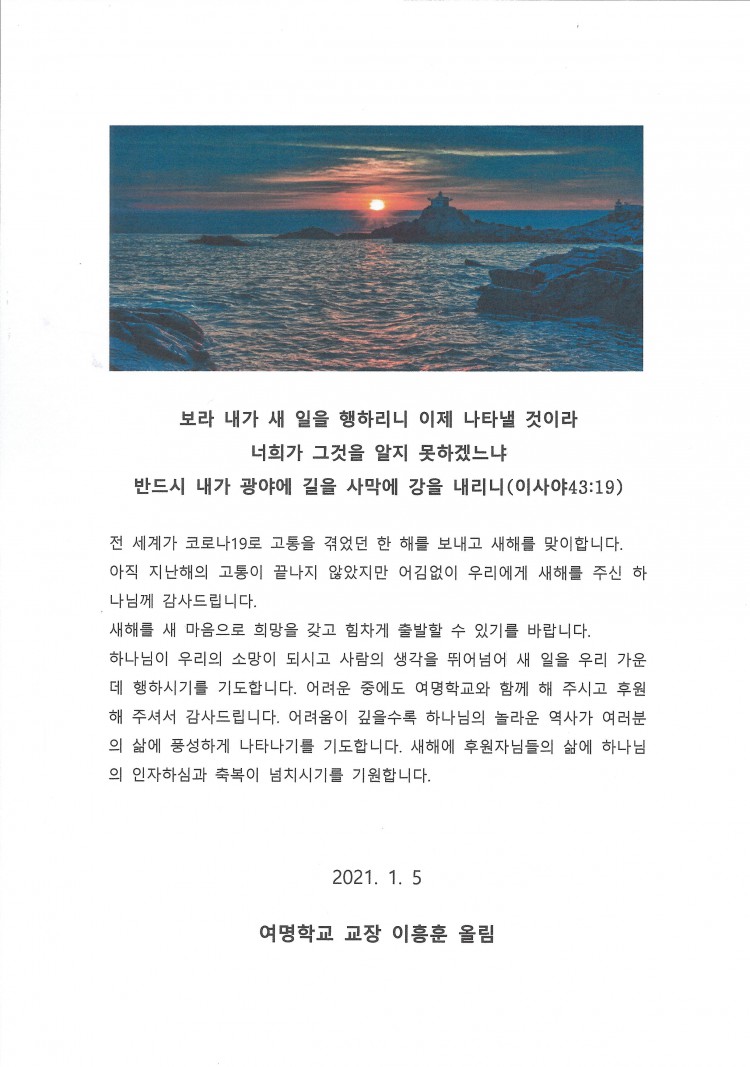 보라 내가 새 일을 행하리니 이제 나타낼 것이라
너희가 그것을 알지 못하겠느냐
반드시 내가 광야에 길을 사막에 강을 내리니(이사야43:19)
전 세계가 코로나19로 고통을 겪었던 한 해를 보내고 새해를 맞이합니다.
아직 지난해의 고통이 끝나지 않았지만 어김없이 우리에게 새해를 주신 하
나님께 감사드립니다.
새해를 새 마음으로 희망을 갖고 힘차게 출발할 수 있기를 바랍니다.
하나님이 우리의 소망이 되시고 사람의 생각을 뛰어넘어 새 일을 우리 가운
데 행하시기를 기도합니다. 어려운 중에도 여명학교와 함께 해 주시고 후원
해 주셔서 감사드립니다. 어려움이 깊을수록 하나님의 놀라운 역사가 여러분
의 삶에 풍성하게 나타나기를 기도합니다. 새해에 후원자님들의 삶에 하나님
의 인자하심과 축복이 넘치시기를 기원합니다.
2021. 1. 5
여명학교 교장 이흥훈 올림